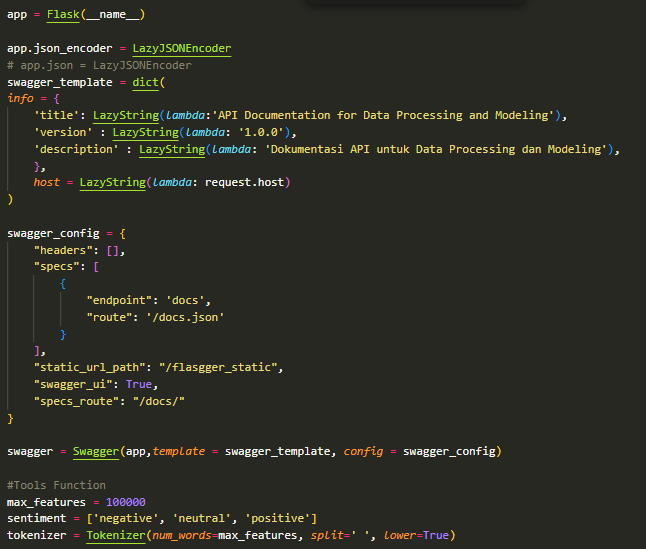 app = Flask(__name__)
app.json_encoder = LazyJSONEncoder
# app.json = LazyJSONEncoder
swagger_template = dict(
info = {
    'title': LazyString(lambda:'API Documentation for Data Processing and Modeling'),
    'version' : LazyString(lambda: '1.0.0'),
    'description' : LazyString(lambda: 'Dokumentasi API untuk Data Processing dan Modeling'),
    },
    host = LazyString(lambda: request.host)
)
swagger_config = {
    "headers": [],
    "specs": [
        {
            "endpoint": 'docs',
            "route": '/docs.json'
        }
    ],
    "static_url_path": "/flasgger_static",
    "swagger_ui": True,
    "specs_route": "/docs/"
}
swagger = Swagger(app,template = swagger_template, config = swagger_config)
#Tools Function
max_features = 100000
sentiment = ['negative', 'neutral', 'positive']
tokenizer = Tokenizer(num_words=max_features, split=' ', lower=True)